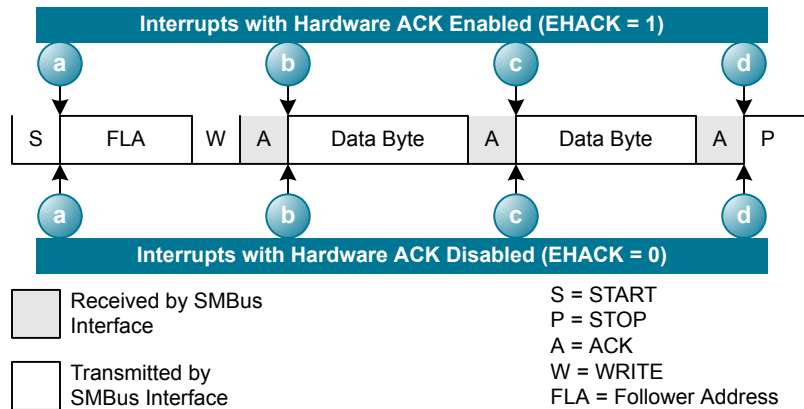 Interrupts with Hardware ACK Enabled (EHACK = 1)
a b c d
S FLA W A Data Byte A Data Byte A P
a b c d
Interrupts with Hardware ACK Disabled (EHACK = 0)
Received by SMBus
Interface
Transmitted by
SMBus Interface
S = START
P = STOP
A = ACK
W = WRITE
FLA = Follower Address